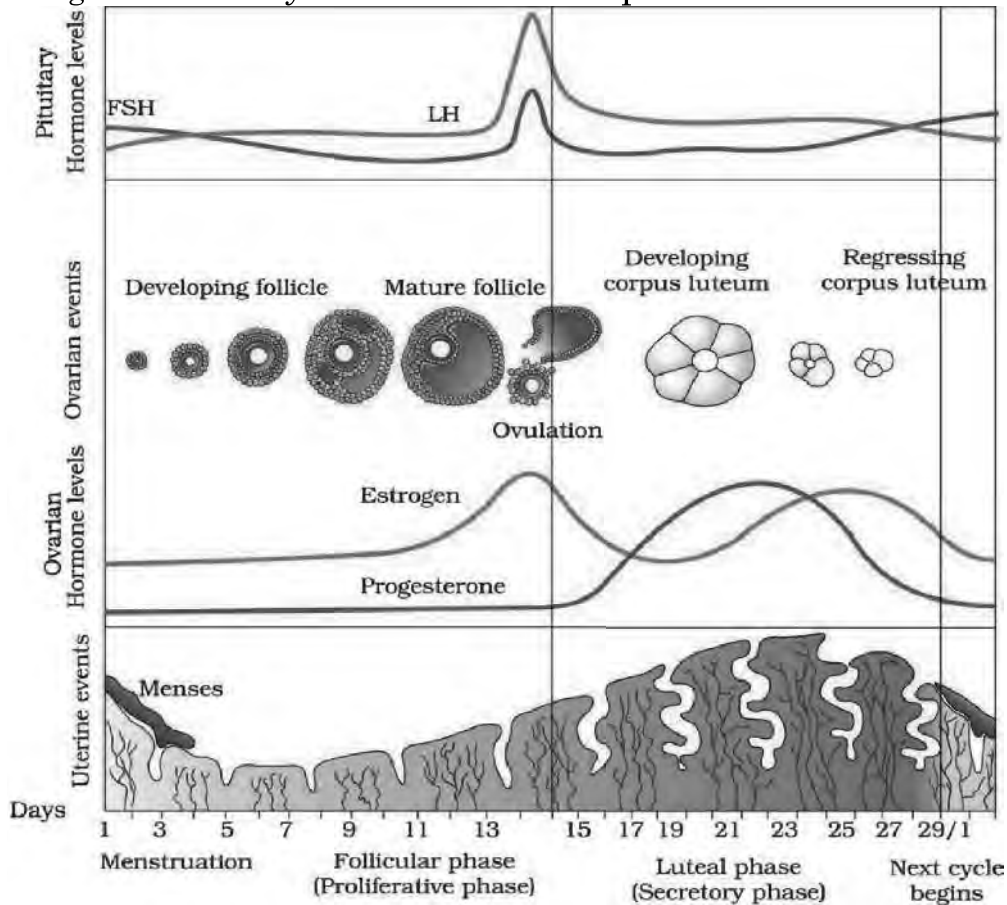 Pituitary
Hormone levels
FSH
LH
Ovarian events
Developing follicle
Mature follicle
Developing
corpus luteum
Regressing
corpus luteum
Ovulation
Ovarian
Hormone levels
Estrogen
Progesterone
Uterine events
Menses
Days
1 3 5 7 9 11 13 15 17 19 21 23 25 27 29/1
Menstruation
Follicular phase
(Proliferative phase)
Luteal phase
(Secretory phase)
Next cycle
begins